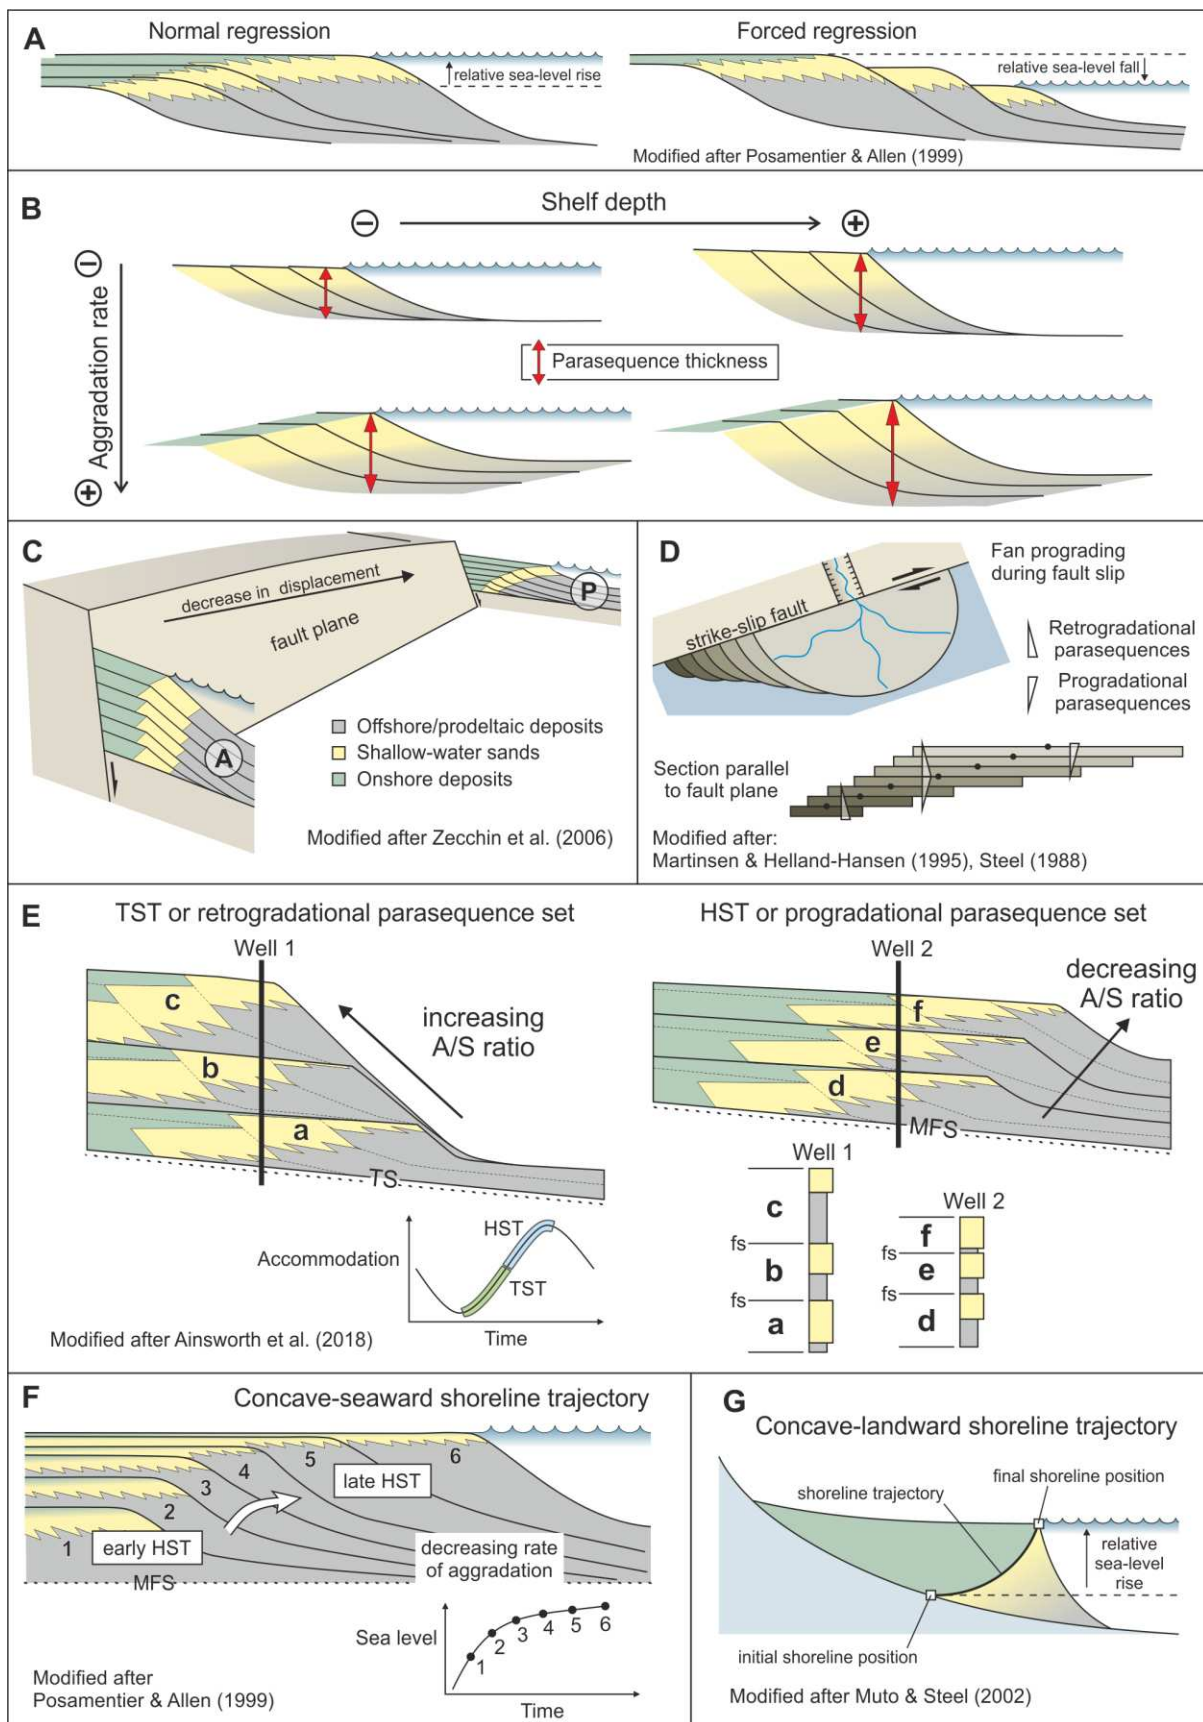 A
Normal regression
Forced regression
relative sea-level rise
relative sea-level fall
Modified after Posamentier & Allen (1999)
B
Shelf depth
−
+
−
Aggradation rate
+
Parasequence thickness
C
decrease in displacement
fault plane
P
A
Offshore/prodeltaic deposits
Shallow-water sands
Onshore deposits
Modified after Zecchin et al. (2006)
D
Fan prograding
during fault slip
strike-slip fault
Retrogradational
parasequences
Progradational
parasequences
Section parallel
to fault plane
Modified after:
Martinsen & Helland-Hansen (1995), Steel (1988)
E
TST or retrogradational parasequence set
Well 1
c
b
a
increasing
A/S ratio
TS
HST or progradational parasequence set
Well 2
decreasing
A/S ratio
f
e
d
MFS
Accommodation
HST
TST
Time
Well 1
c
fs
b
fs
a
Well 2
f
fs
e
fs
d
Modified after Ainsworth et al. (2018)
F
Concave-seaward shoreline trajectory
1
2
3
4
5
6
early HST
late HST
MFS
decreasing rate
of aggradation
Sea level
1
2
3
4
5
6
Time
Modified after
Posamentier & Allen (1999)
G
Concave-landward shoreline trajectory
final shoreline position
shoreline trajectory
relative
sea-level
rise
initial shoreline position
Modified after Muto & Steel (2002)